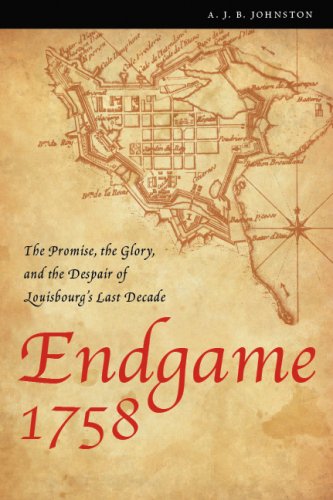 A. J. B. JOHNSTON
The Promise, the Glory,
and the Despair of
Louisbourg's Last Decade
Endgame
1758